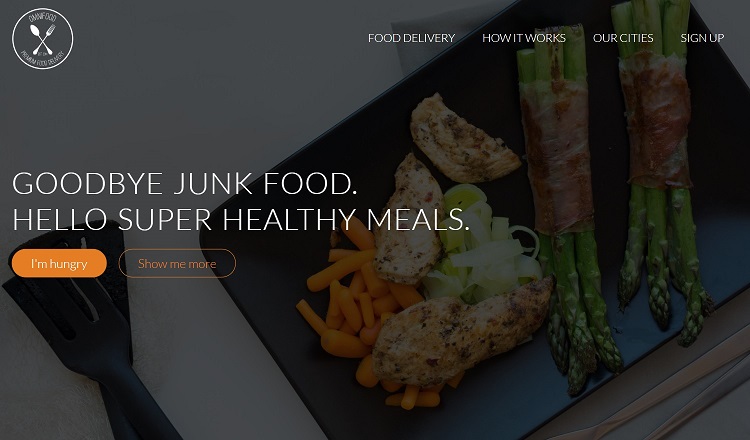 OMNIFOOD
PREMIUM FOOD DELIVERY
FOOD DELIVERY
HOW IT WORKS
OUR CITIES
SIGN UP
GOODBYE JUNK FOOD.
HELLO SUPER HEALTHY MEALS.
I'm hungry
Show me more